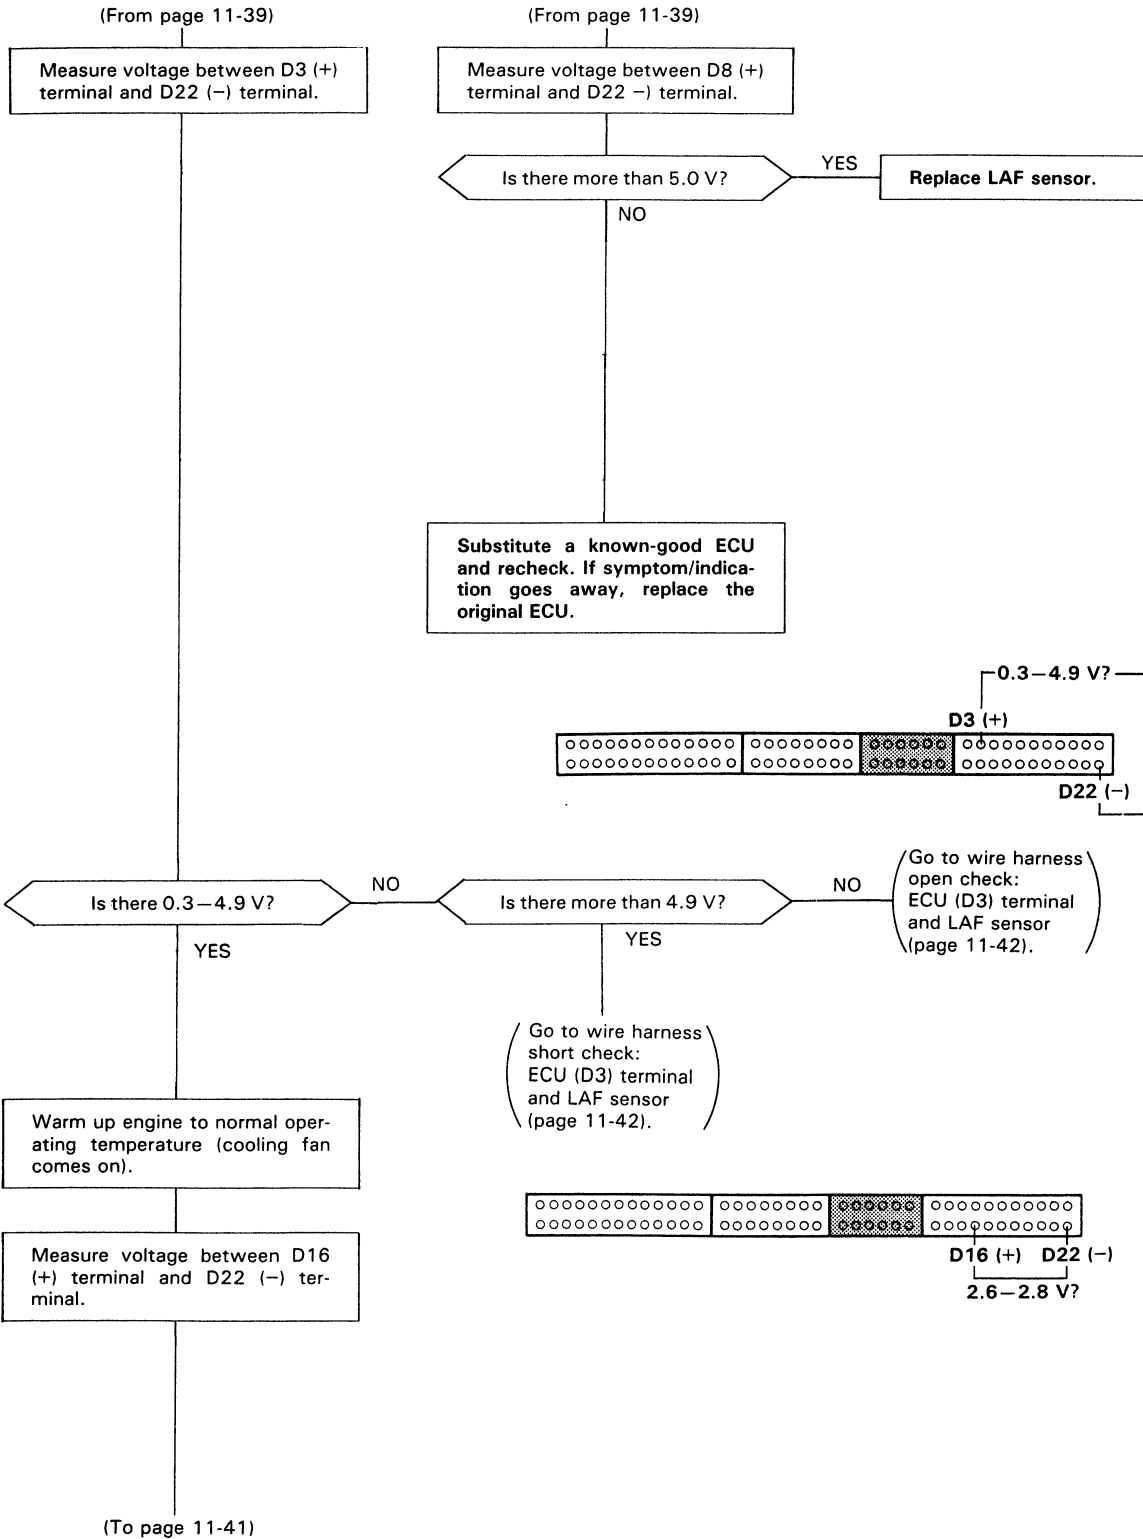 (From page 11-39)
Measure voltage between D3 (+)
terminal and D22 (−) terminal.
(From page 11-39)
Measure voltage between D8 (+)
terminal and D22 −) terminal.
Is there more than 5.0 V?
YES
Replace LAF sensor.
NO
Substitute a known-good ECU
and recheck. If symptom/indica-
tion goes away, replace the
original ECU.
0.3−4.9 V?
D3 (+)
D22 (−)
Is there 0.3−4.9 V?
NO
Is there more than 4.9 V?
NO
Go to wire harness
open check:
ECU (D3) terminal
and LAF sensor
(page 11-42).
YES
YES
Go to wire harness
short check:
ECU (D3) terminal
and LAF sensor
(page 11-42).
Warm up engine to normal oper-
ating temperature (cooling fan
comes on).
Measure voltage between D16
(+) terminal and D22 (−) ter-
minal.
D16 (+) D22 (−)
2.6−2.8 V?
(To page 11-41)